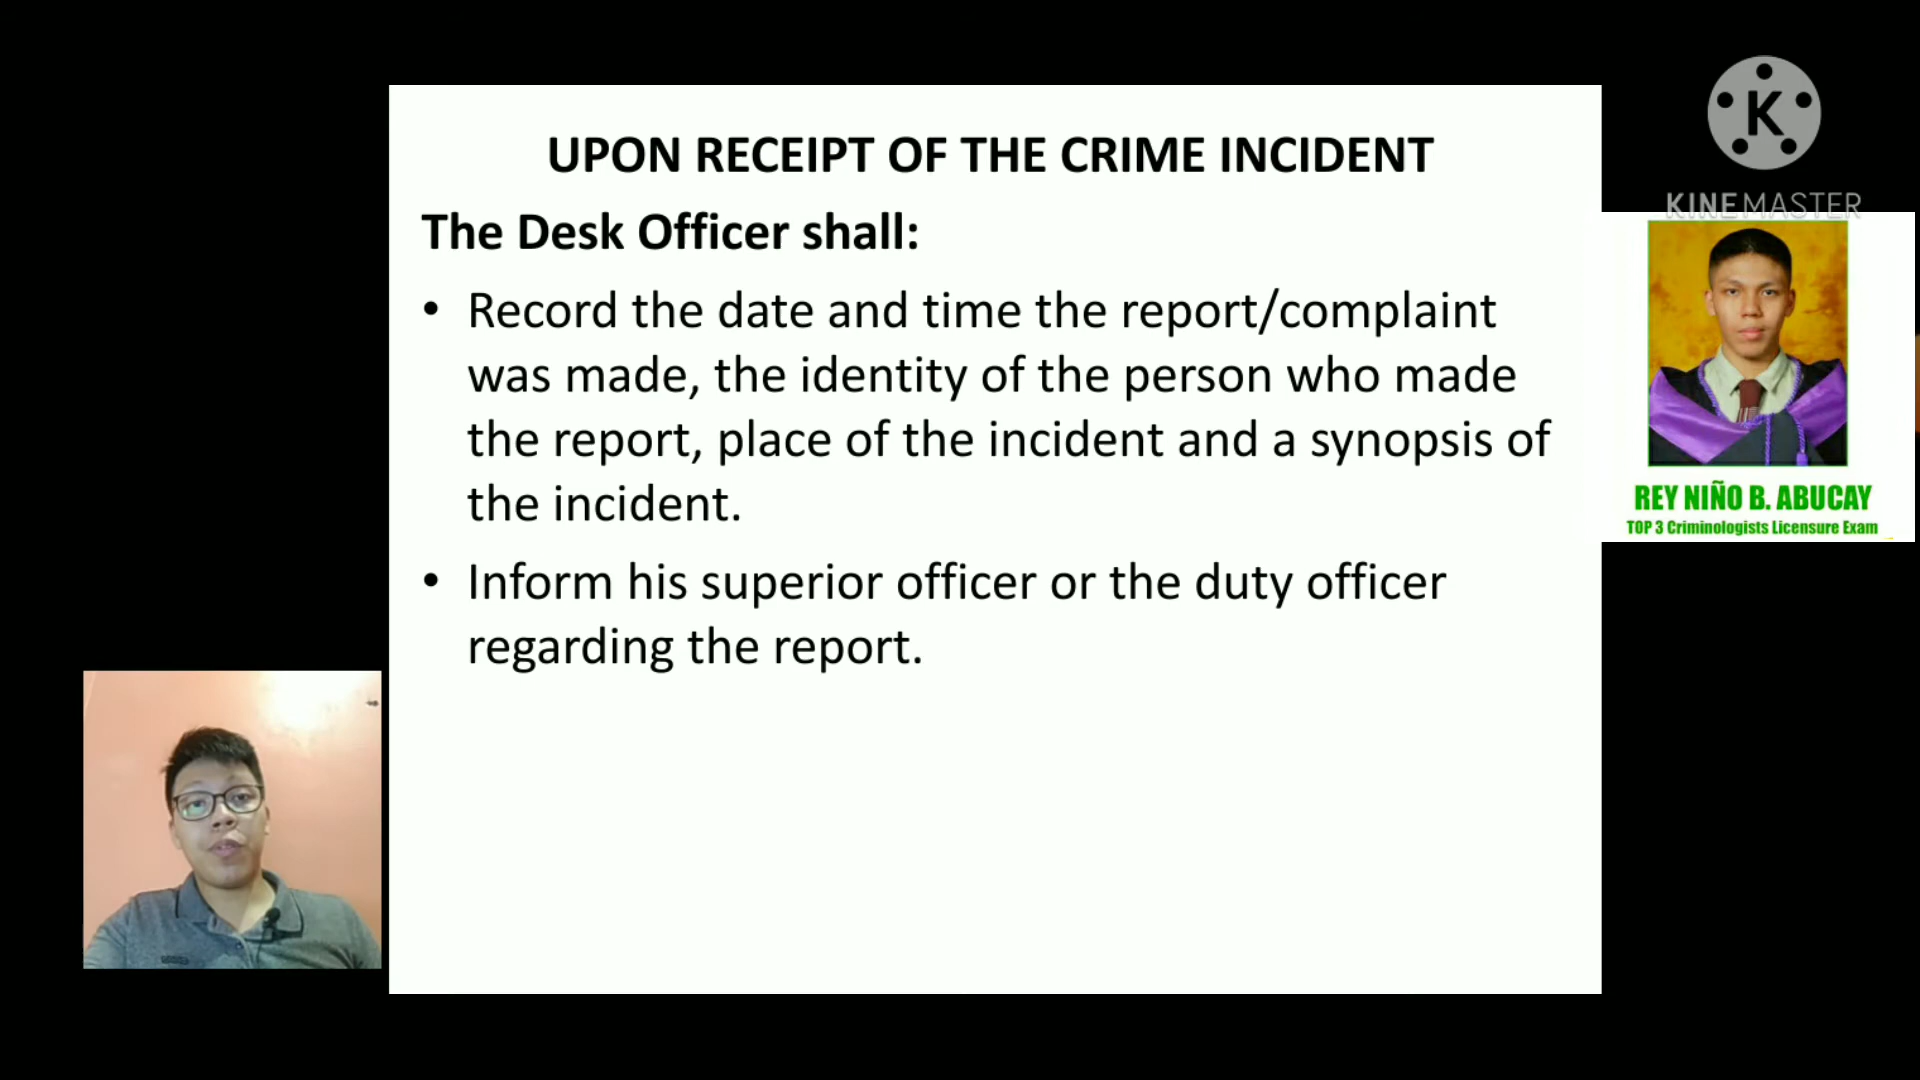 UPON RECEIPT OF THE CRIME INCIDENT
The Desk Officer shall:
• Record the date and time the report/complaint
was made, the identity of the person who made
the report, place of the incident and a synopsis of
the incident.
• Inform his superior officer or the duty officer
regarding the report.
K
KINEMASTER
REY NIÑO B. ABUCAY
TOP 3 Criminologists Licensure Exam